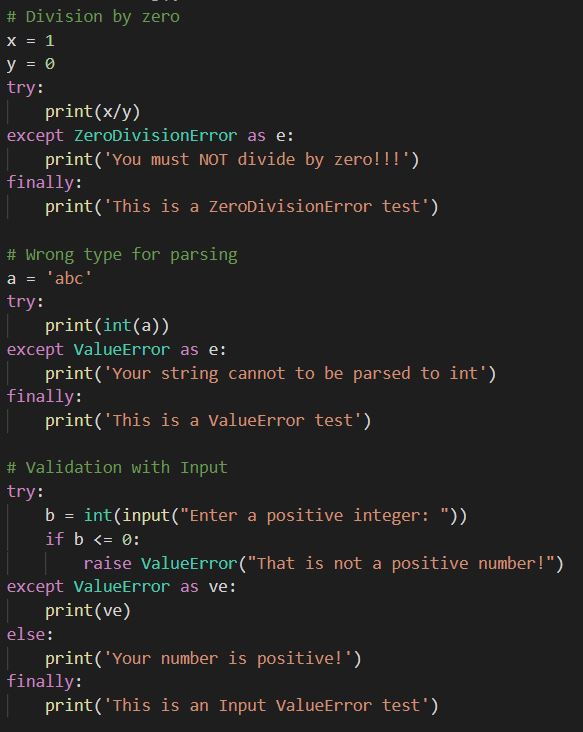 # Division by zero
x = 1
y = 0
try:
    print(x/y)
except ZeroDivisionError as e:
    print('You must NOT divide by zero!!!')
finally:
    print('This is a ZeroDivisionError test')

# Wrong type for parsing
a = 'abc'
try:
    print(int(a))
except ValueError as e:
    print('Your string cannot to be parsed to int')
finally:
    print('This is a ValueError test')

# Validation with Input
try:
    b = int(input("Enter a positive integer: "))
    if b <= 0:
        raise ValueError("That is not a positive number!")
except ValueError as ve:
    print(ve)
else:
    print('Your number is positive!')
finally:
    print('This is an Input ValueError test')